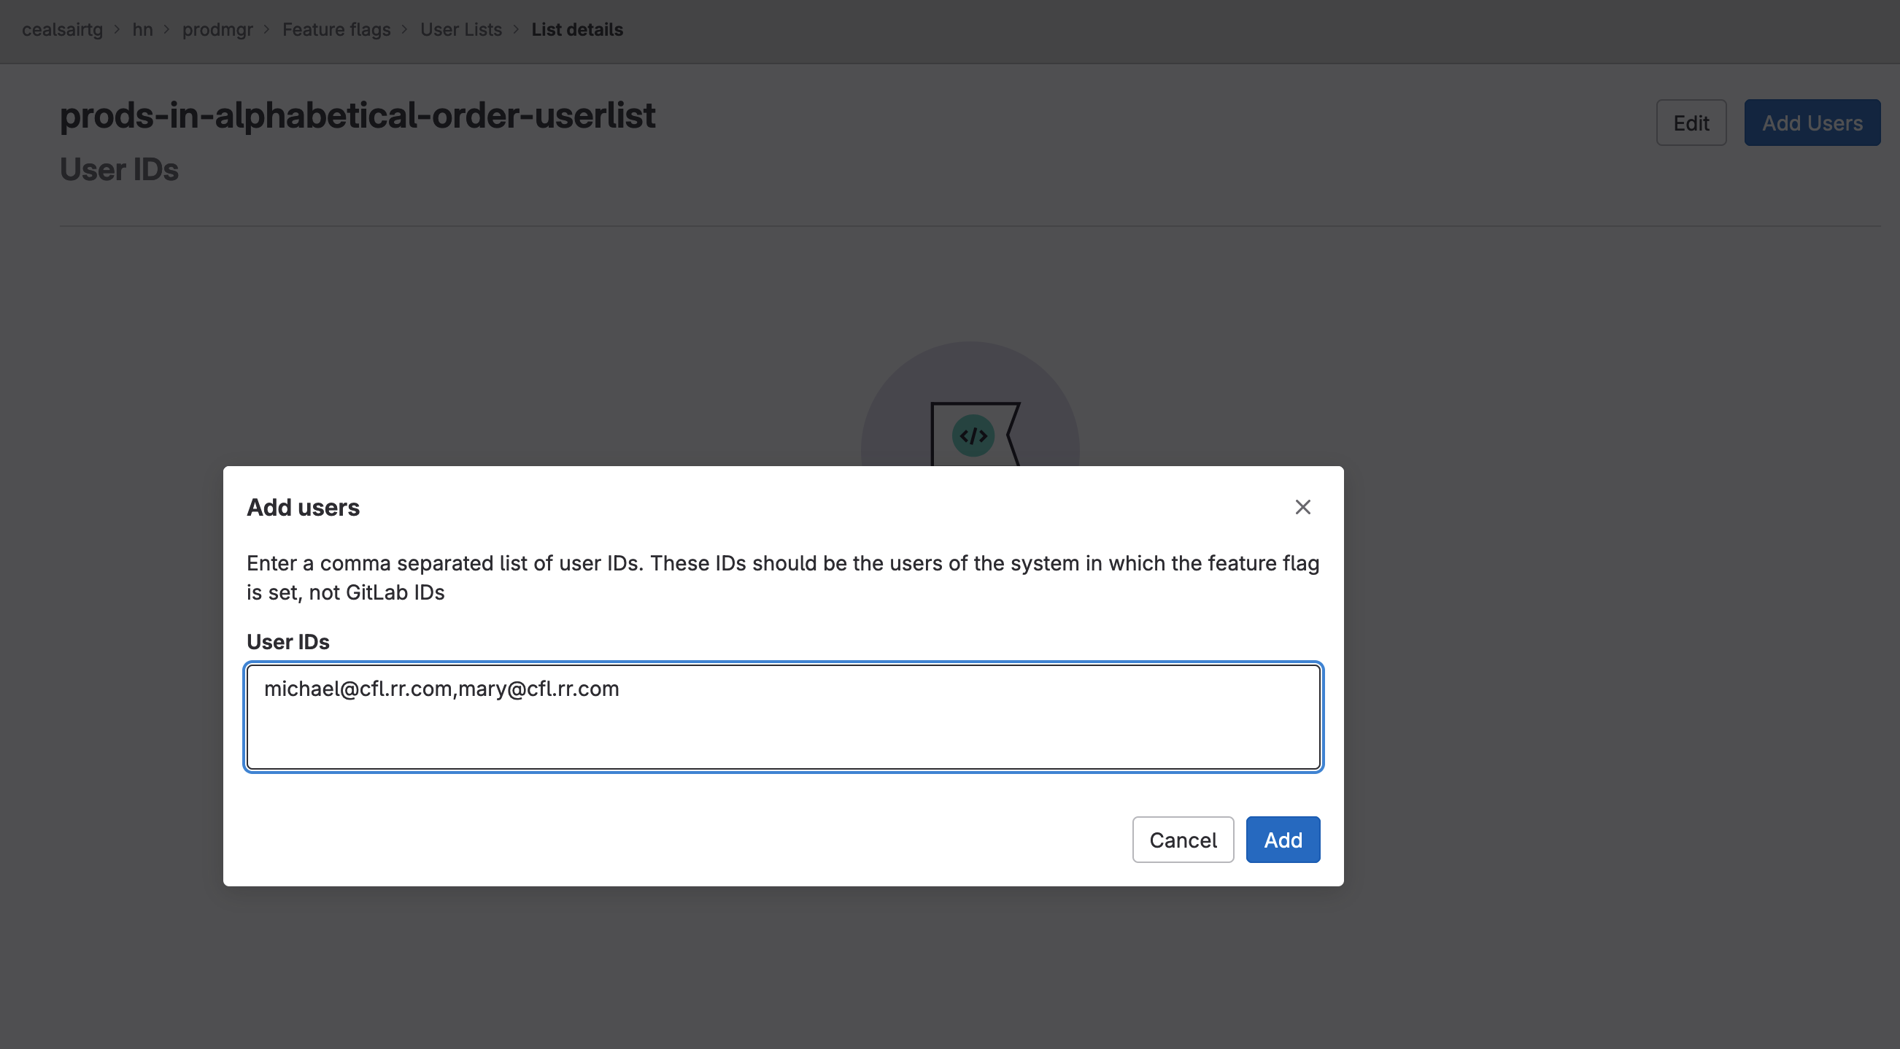 cealsairtg > hn > prodmgr > Feature flags > User Lists > List details
prods-in-alphabetical-order-userlist
Edit
Add Users
User IDs
</>
Add users
Enter a comma separated list of user IDs. These IDs should be the users of the system in which the feature flag
is set, not GitLab IDs
User IDs
michael@cfl.rr.com,mary@cfl.rr.com
Cancel
Add